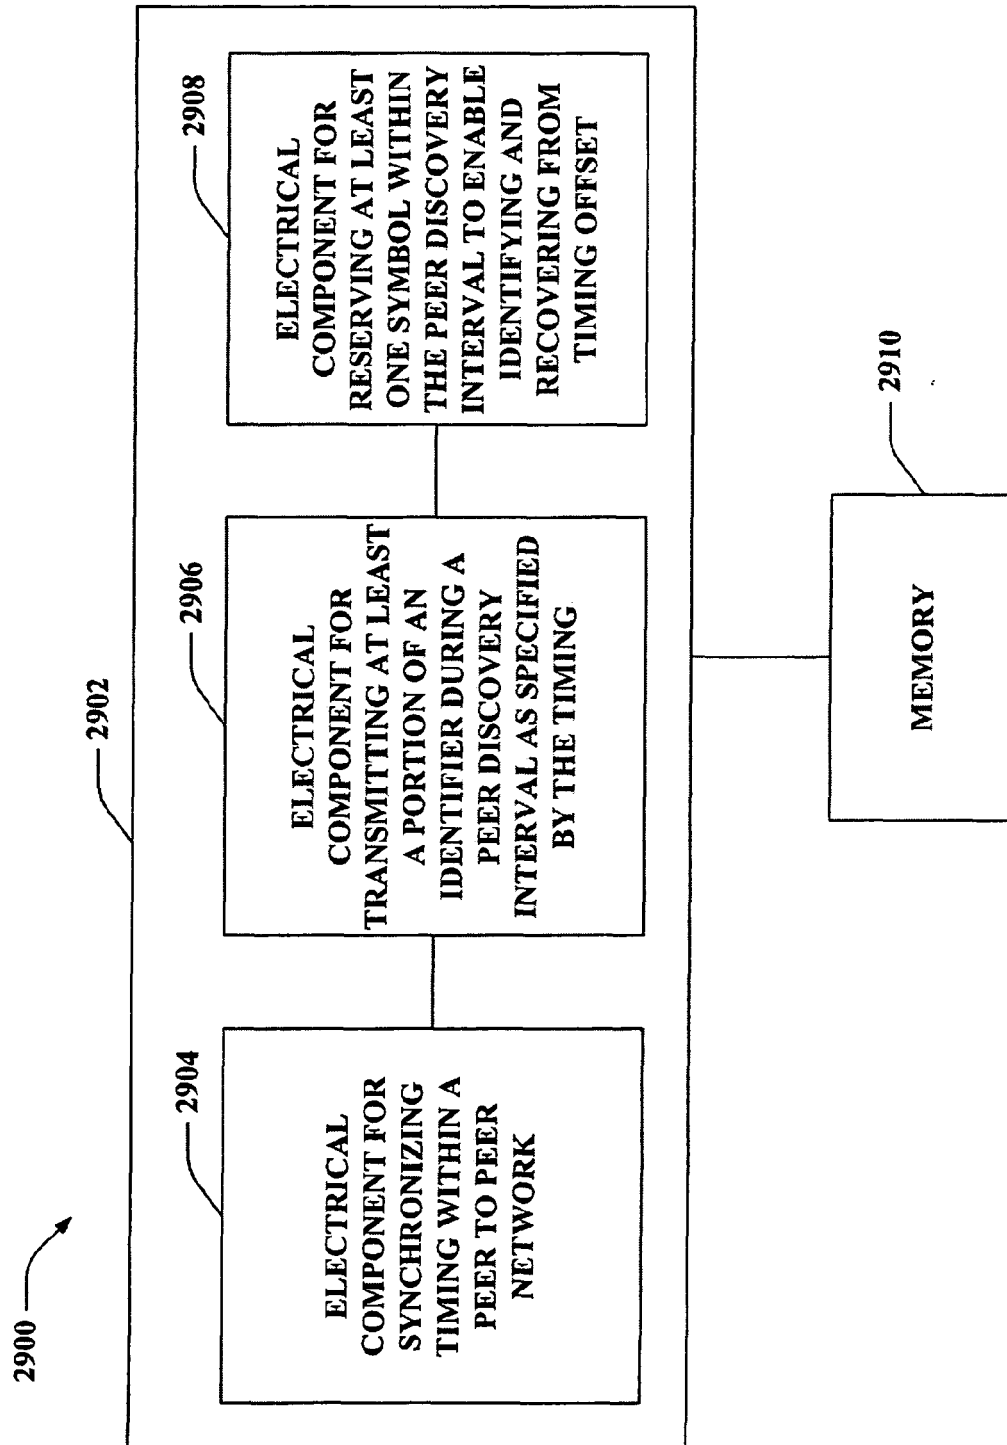 2900
2902
2904
ELECTRICAL
COMPONENT FOR
SYNCHRONIZING
TIMING WITHIN A
PEER TO PEER
NETWORK
2906
ELECTRICAL
COMPONENT FOR
TRANSMITTING AT LEAST
A PORTION OF AN
IDENTIFIER DURING A
PEER DISCOVERY
INTERVAL AS SPECIFIED
BY THE TIMING
2908
ELECTRICAL
COMPONENT FOR
RESERVING AT LEAST
ONE SYMBOL WITHIN
THE PEER DISCOVERY
INTERVAL TO ENABLE
IDENTIFYING AND
RECOVERING FROM
TIMING OFFSET
2910
MEMORY